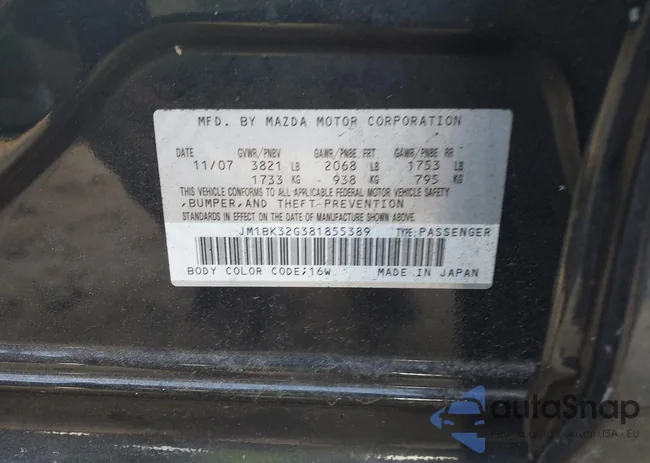 MFD. BY MAZDA MOTOR CORPORATION
DATE GVWR/PNBV GAWR/PNBE FRT GAWR/PNBE RR
11/07 3821 LB 2068 LB 1753 LB
1733 KG 938 KG 795 KG
THIS VEHICLE CONFORMS TO ALL APPLICABLE FEDERAL MOTOR VEHICLE SAFETY
,BUMPER,AND THEFT-PREVENTION
STANDARDS IN EFFECT ON THE DATE OF MANUFACTURE SHOWN ABOVE.
JM1BK32G381855389 TYPE:PASSENGER
BODY COLOR CODE;16W MADE IN JAPAN
autoSnap
USA - EU